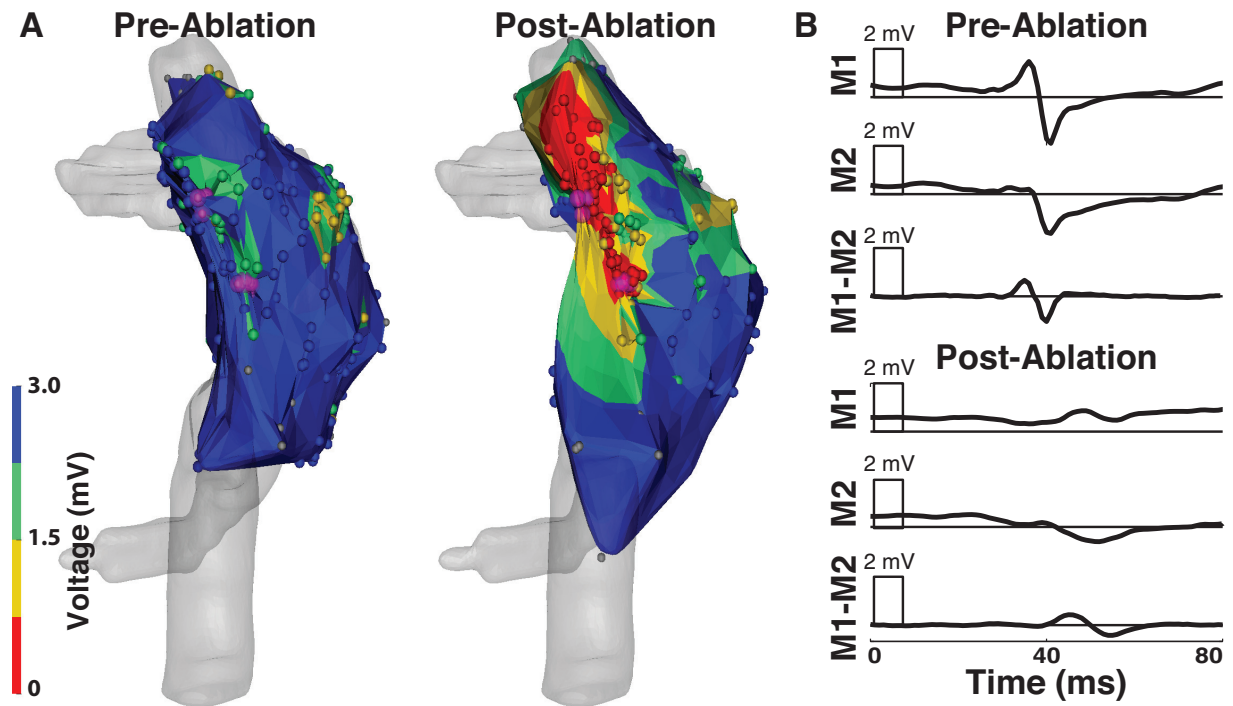 A
Pre-Ablation
Post-Ablation
3.0
1.5
0
Voltage (mV)
B
Pre-Ablation
2 mV
M1
2 mV
M2
2 mV
M1-M2
Post-Ablation
2 mV
M1
2 mV
M2
2 mV
M1-M2
0
40
80
Time (ms)